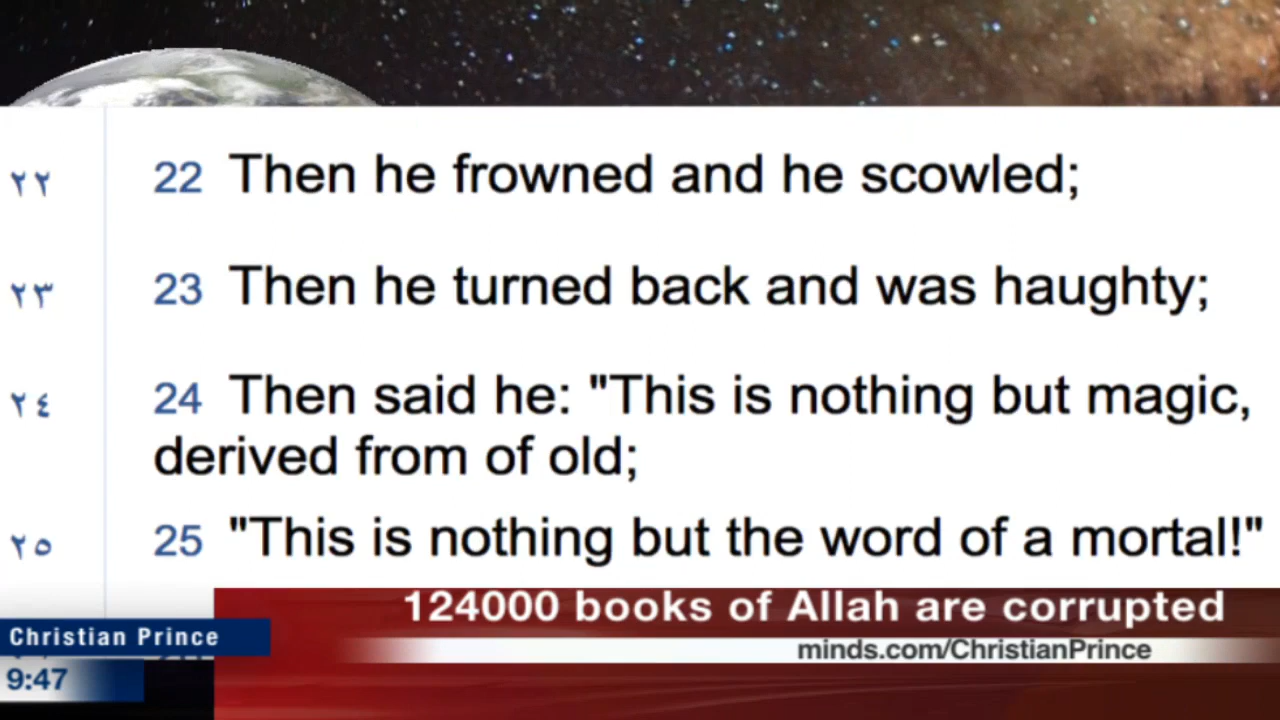 ٢٢ 22 Then he frowned and he scowled;
٢٣ 23 Then he turned back and was haughty;
٢٤ 24 Then said he: "This is nothing but magic,
derived from of old;
٢٥ 25 "This is nothing but the word of a mortal!"
124000 books of Allah are corrupted
Christian Prince
minds.com/ChristianPrince
9:47